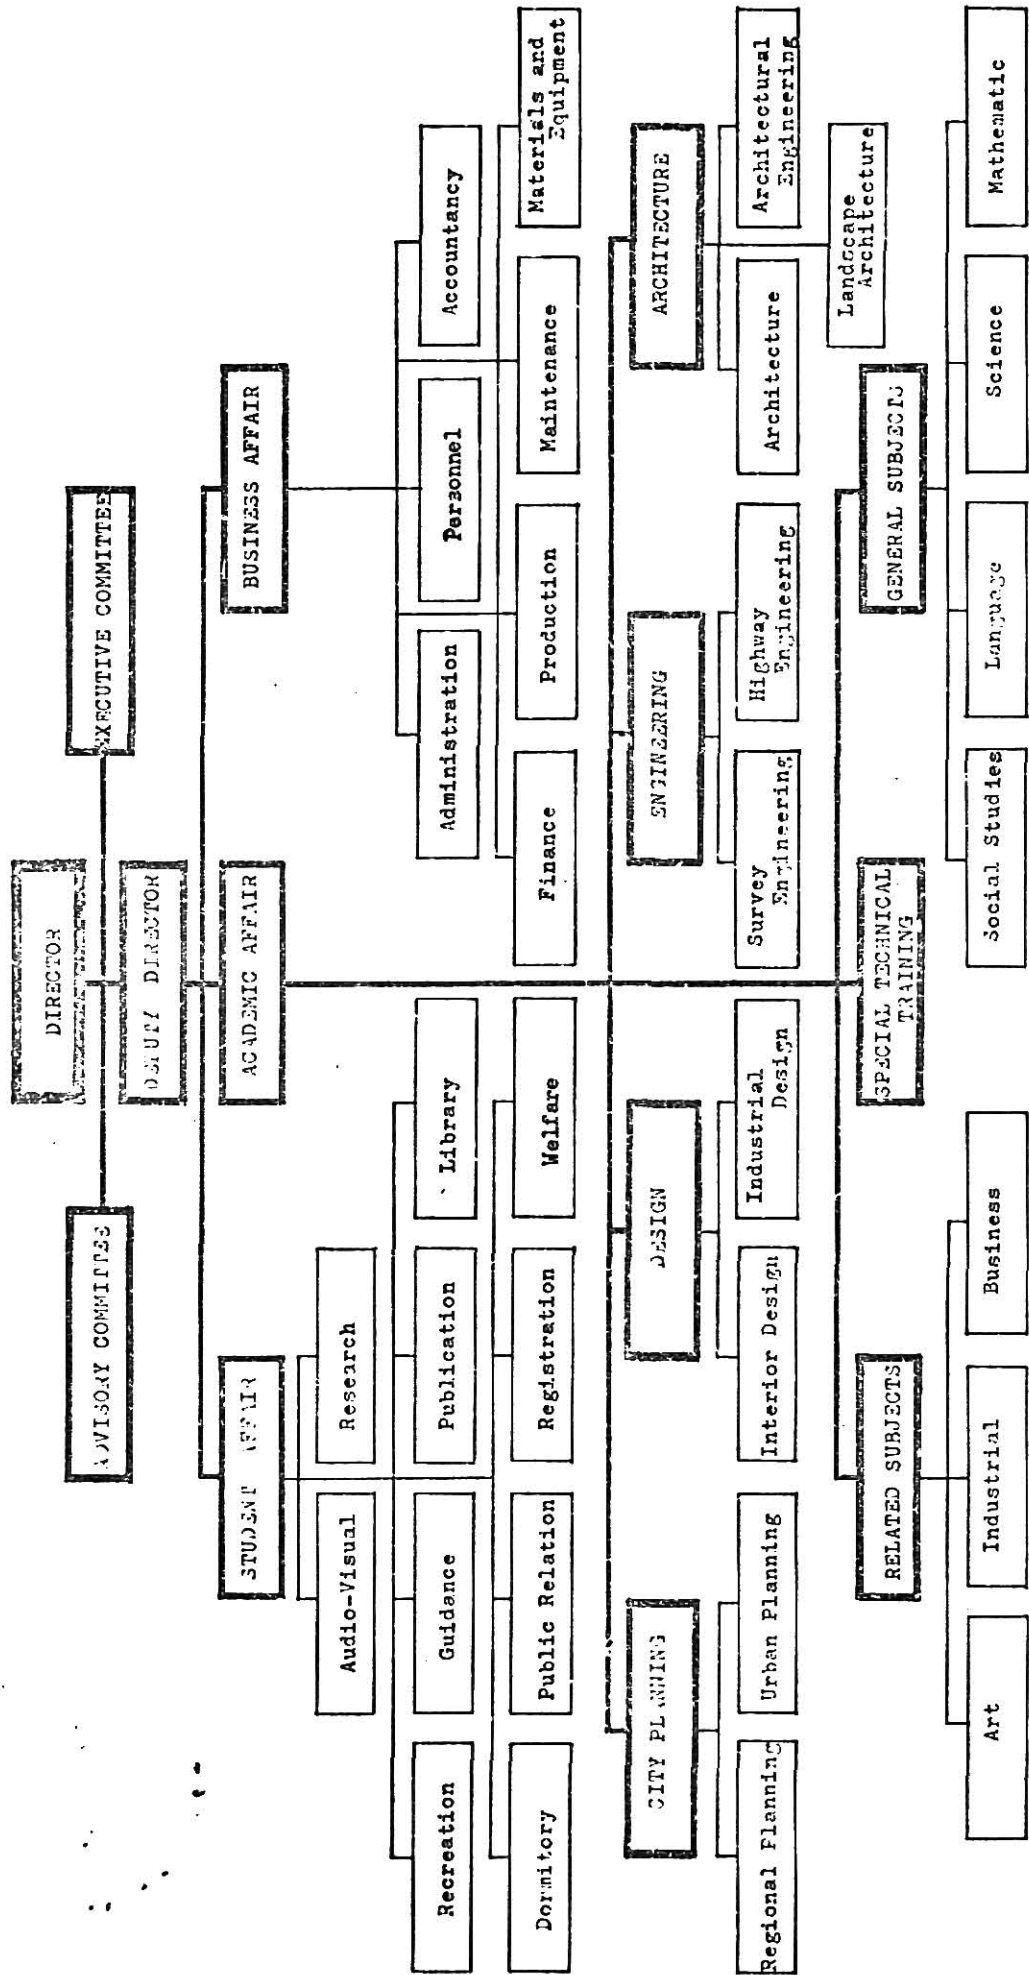 DIRECTOR
ADVISORY COMMITTEE
EXECUTIVE COMMITTEE
DEPUTY DIRECTOR
STUDENT AFFAIR
ACADEMIC AFFAIR
BUSINESS AFFAIR
Audio-Visual
Research
Recreation
Guidance
Publication
Library
Administration
Personnel
Accountancy
Dormitory
Public Relation
Registration
Welfare
Finance
Production
Maintenance
Materials and
Equipment
CITY PLANNING
DESIGN
ENGINEERING
ARCHITECTURE
Regional Planning
Urban Planning
Interior Design
Industrial
Design
Survey
Engineering
Highway
Engineering
Architecture
Architectural
Engineering
Landscape
Architecture
RELATED SUBJECTS
SPECIAL TECHNICAL
TRAINING
GENERAL SUBJECTS
Art
Industrial
Business
Social Studies
Language
Science
Mathematic